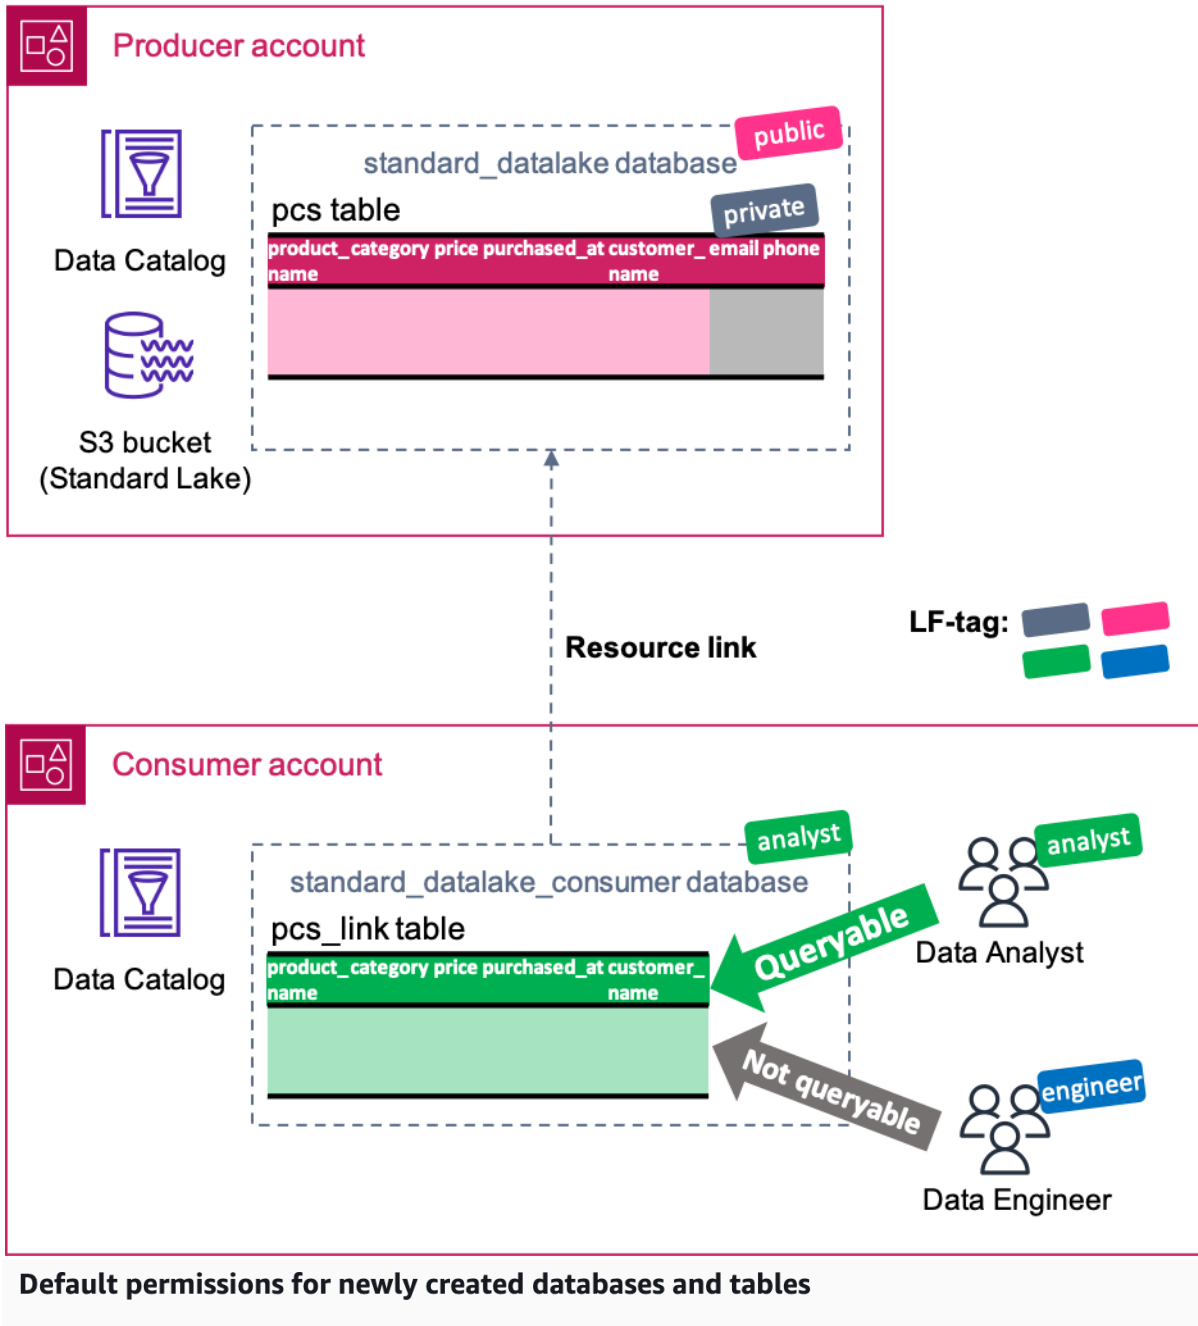 Producer account
public
standard_datalake database
pcs table
private
product_category price purchased_at customer_ email phone
name name
Data Catalog
S3 bucket
(Standard Lake)
Resource link
LF-tag:
Consumer account
analyst
analyst
standard_datalake_consumer database
pcs_link table
Queryable
Data Analyst
product_category price purchased_at customer_
name name
Data Catalog
Not queryable
engineer
Data Engineer
Default permissions for newly created databases and tables